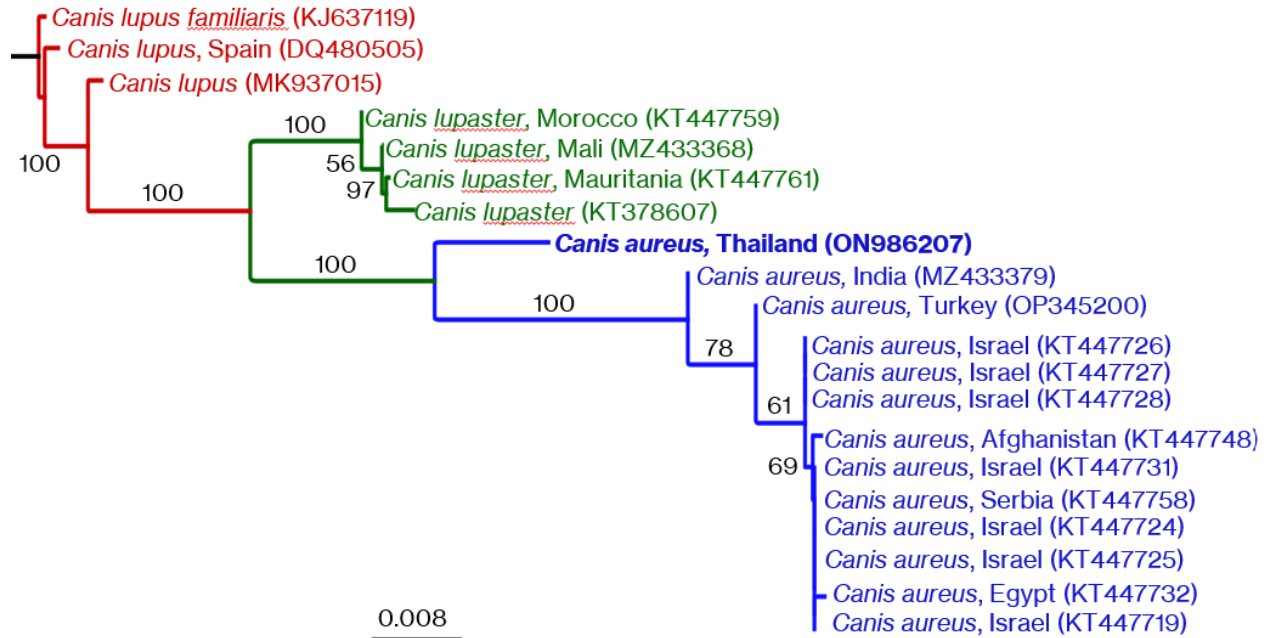 Canis lupus familiaris (KJ637119)
Canis lupus, Spain (DQ480505)
Canis lupus (MK937015)
100
Canis lupaster, Morocco (KT447759)
100
Canis lupaster, Mali (MZ433368)
56
Canis lupaster, Mauritania (KT447761)
97
Canis lupaster (KT378607)
100
Canis aureus, Thailand (ON986207)
100
Canis aureus, India (MZ433379)
100
Canis aureus, Turkey (OP345200)
78
Canis aureus, Israel (KT447726)
Canis aureus, Israel (KT447727)
Canis aureus, Israel (KT447728)
61
Canis aureus, Afghanistan (KT447748)
69
Canis aureus, Israel (KT447731)
Canis aureus, Serbia (KT447758)
Canis aureus, Israel (KT447724)
Canis aureus, Israel (KT447725)
Canis aureus, Egypt (KT447732)
Canis aureus, Israel (KT447719)
0.008